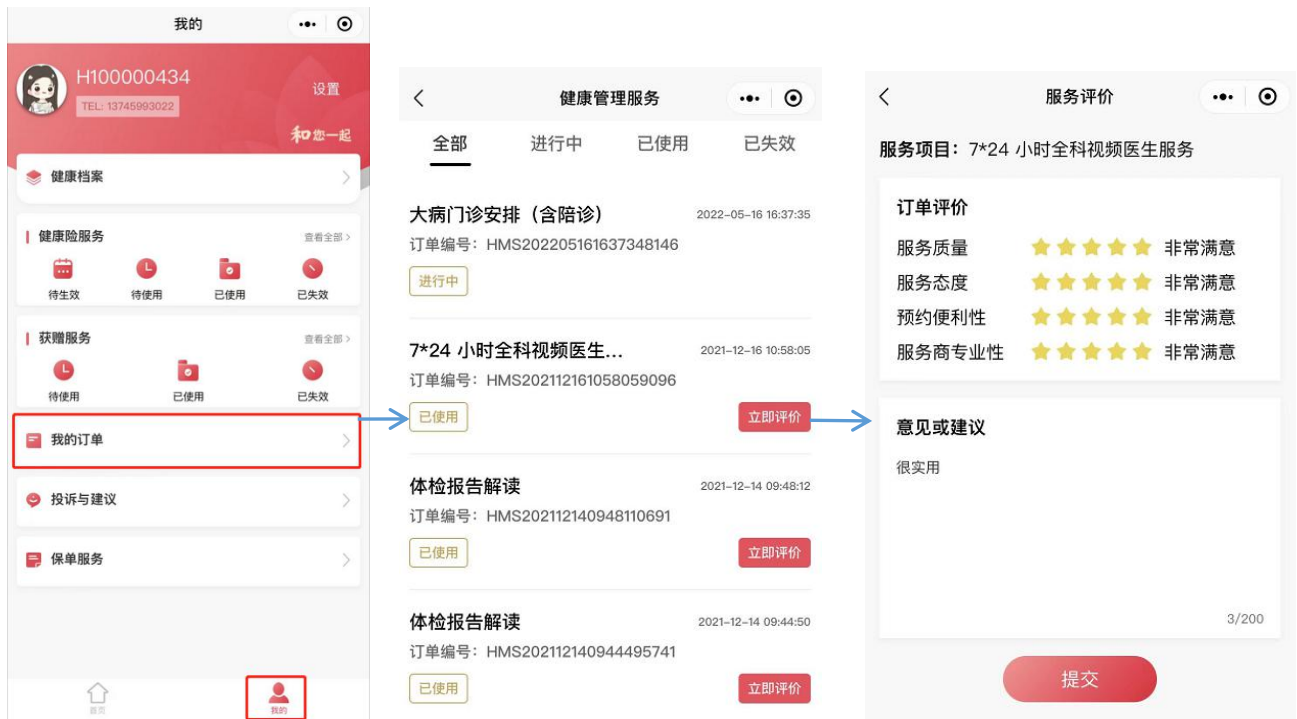 我的
H100000434
设置
TEL: 13745993022
和您一起
健康档案
健康险服务
查看全部
待生效
待使用
已使用
已失效
获赠服务
查看全部
待使用
已使用
已失效
我的订单
投诉与建议
保单服务
首页
我的
健康管理服务
全部
进行中
已使用
已失效
大病门诊安排（含陪诊）
2022-05-16 16:37:35
订单编号：HMS202205161637348146
进行中
7*24 小时全科视频医生...
2021-12-16 10:58:05
订单编号：HMS202112161058059096
已使用
立即评价
体检报告解读
2021-12-14 09:48:12
订单编号：HMS202112140948110691
已使用
立即评价
体检报告解读
2021-12-14 09:44:50
订单编号：HMS202112140944495741
已使用
立即评价
服务评价
服务项目：7*24 小时全科视频医生服务
订单评价
服务质量 非常满意
服务态度 非常满意
预约便利性 非常满意
服务商专业性 非常满意
意见或建议
很实用
3/200
提交